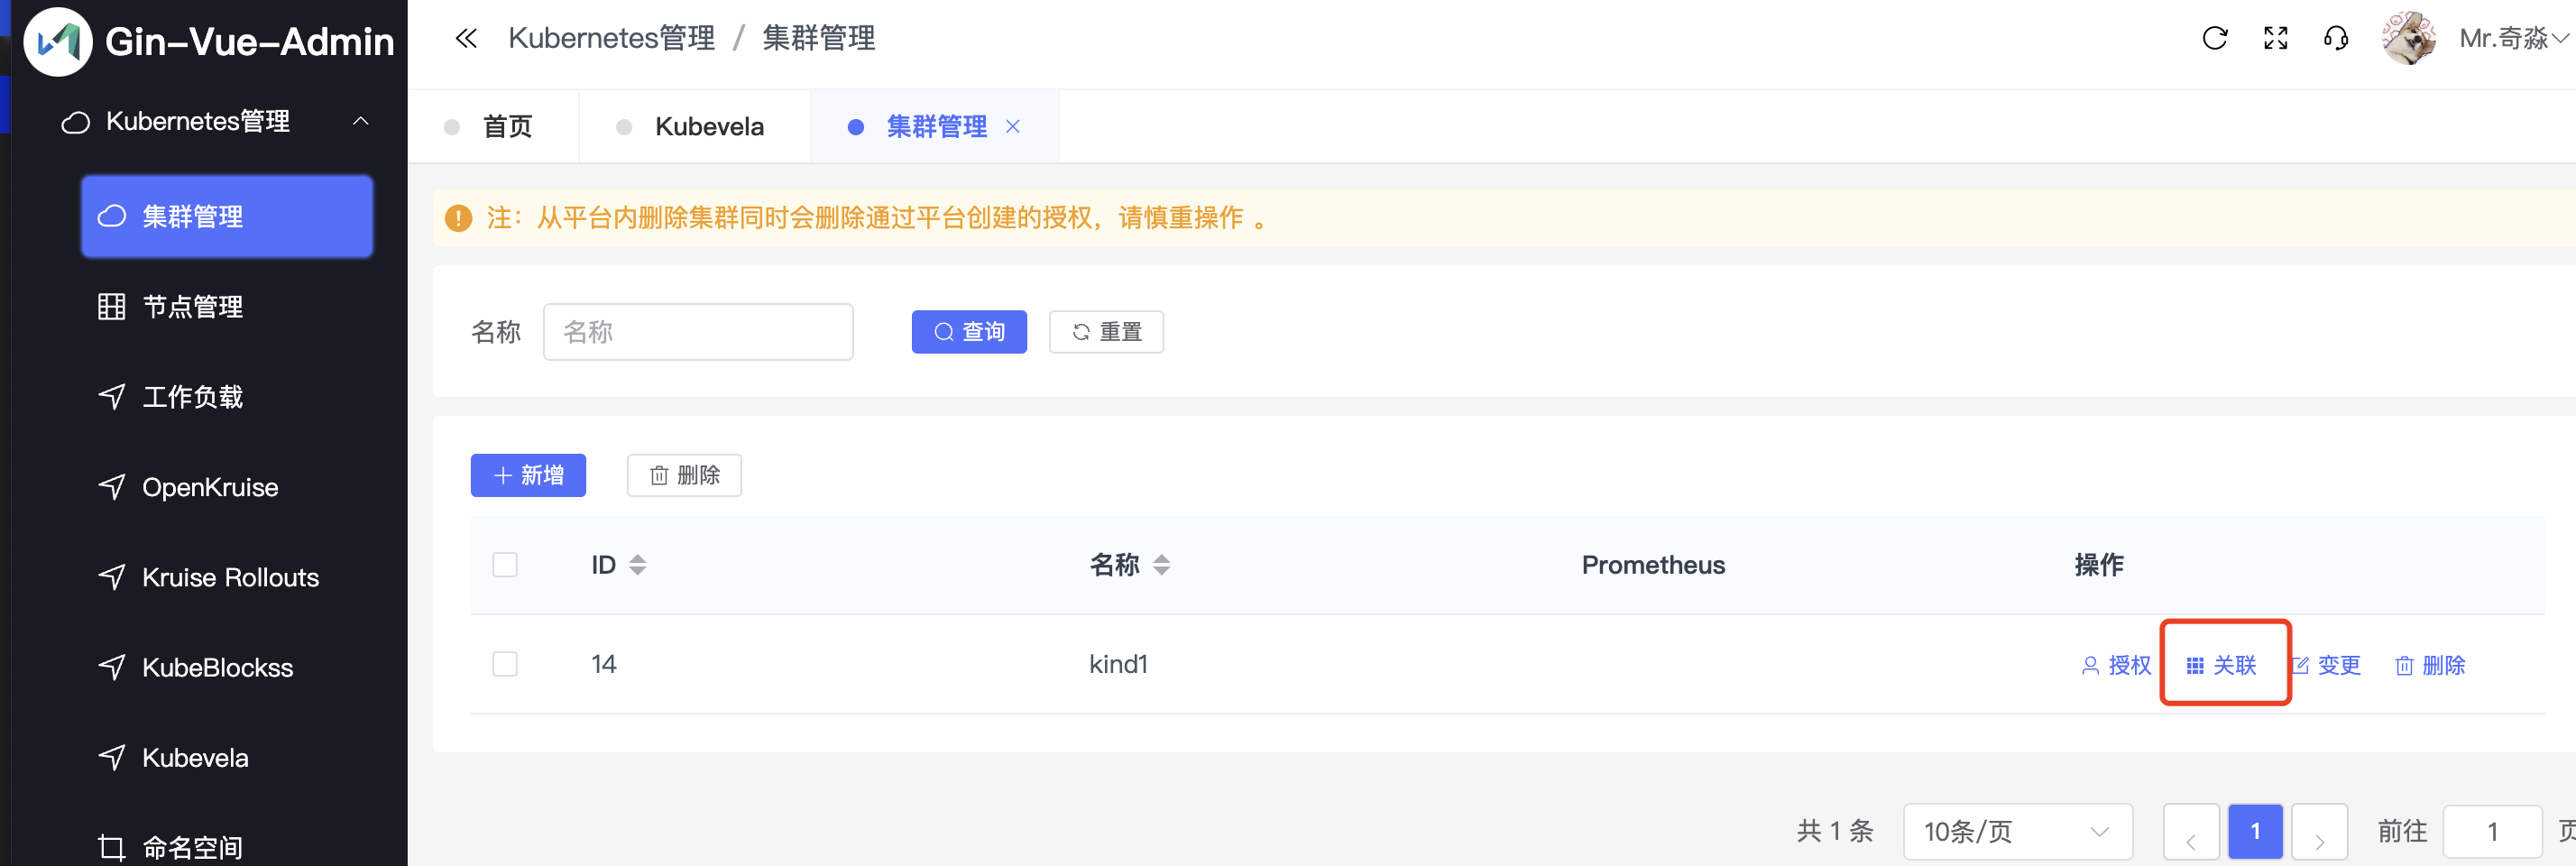 Gin-Vue-Admin
Kubernetes管理
集群管理
节点管理
工作负载
OpenKruise
Kruise Rollouts
KubeBlockss
Kubevela
命名空间
Kubernetes管理 / 集群管理
Mr.奇淼
首页 Kubevela 集群管理
注：从平台内删除集群同时会删除通过平台创建的授权，请慎重操作 。
名称 名称 查询 重置
新增 删除
ID 名称 Prometheus 操作
14 kind1 授权 关联 变更 删除
共 1 条 10条/页 1 前往 1 页